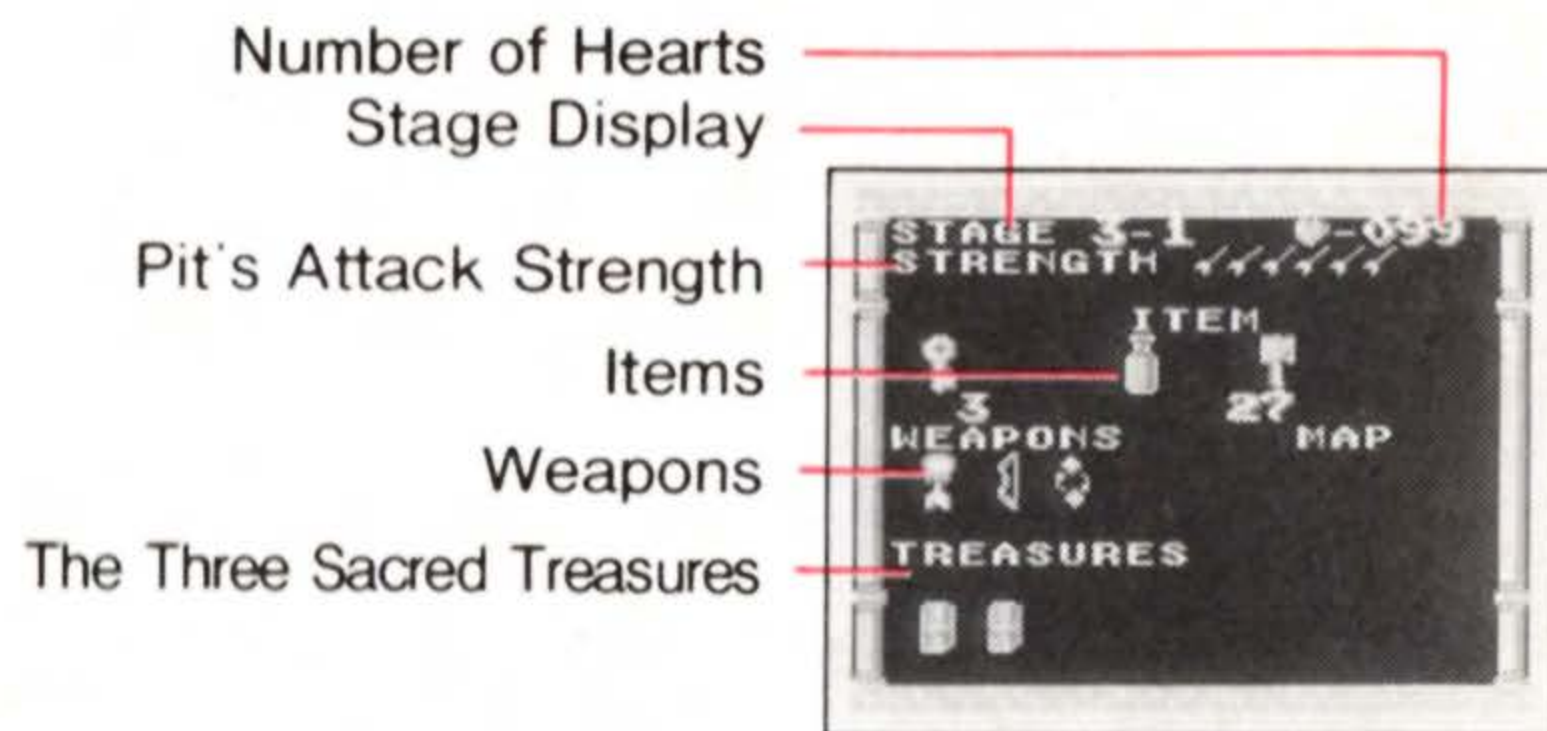 Number of Hearts
Stage Display
Pit's Attack Strength
Items
Weapons
The Three Sacred Treasures
STAGE 3-1 -099
STRENGTH
ITEM
3 27
WEAPONS MAP
TREASURES